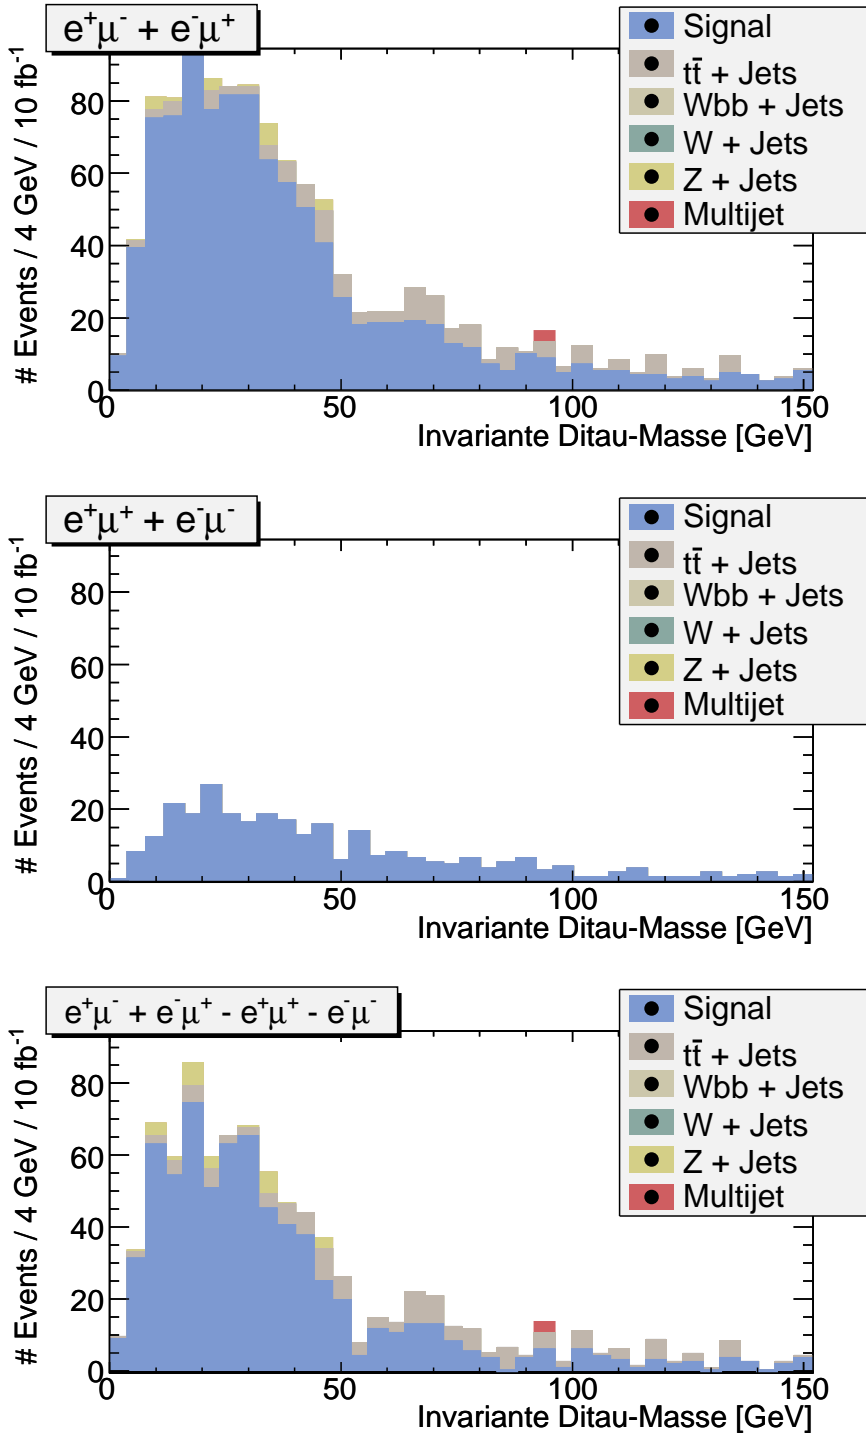 e⁺μ⁻ + e⁻μ⁺
Signal
tt̄ + Jets
Wbb + Jets
W + Jets
Z + Jets
Multijet
# Events / 4 GeV / 10 fb⁻¹
80
60
40
20
0
0 50 100 150
Invariante Ditau-Masse [GeV]
e⁺μ⁺ + e⁻μ⁻
Signal
tt̄ + Jets
Wbb + Jets
W + Jets
Z + Jets
Multijet
# Events / 4 GeV / 10 fb⁻¹
80
60
40
20
0
0 50 100 150
Invariante Ditau-Masse [GeV]
e⁺μ⁻ + e⁻μ⁺ - e⁺μ⁺ - e⁻μ⁻
Signal
tt̄ + Jets
Wbb + Jets
W + Jets
Z + Jets
Multijet
# Events / 4 GeV / 10 fb⁻¹
80
60
40
20
0
0 50 100 150
Invariante Ditau-Masse [GeV]